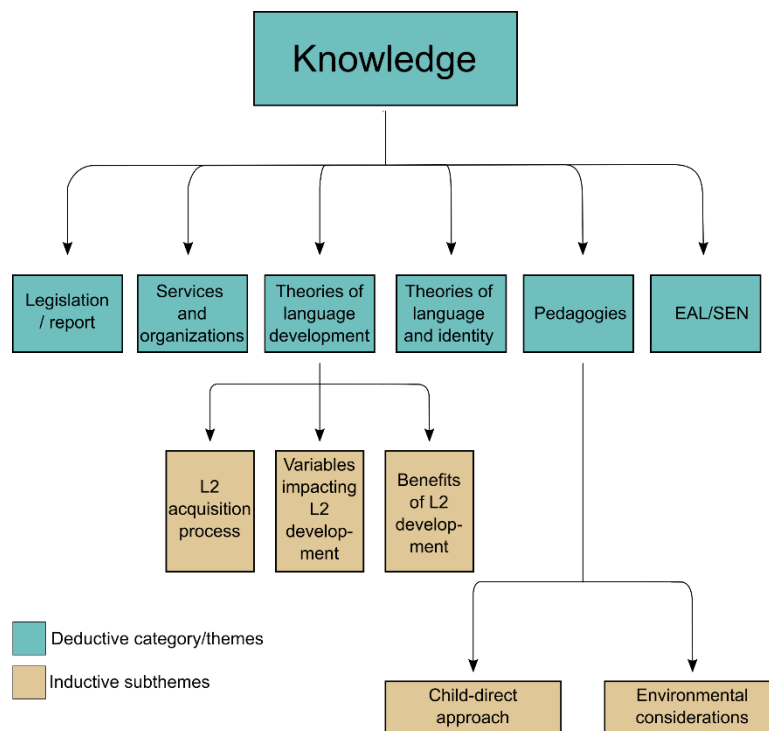 Knowledge
Legislation
/ report
Services
and
organizations
Theories of
language
development
Theories of
language
and identity
Pedagogies
EAL/SEN
L2
acquisition
process
Variables
impacting
L2
develop-
ment
Benefits
of L2
develop-
ment
Deductive category/themes
Inductive subthemes
Child-direct
approach
Environmental
considerations